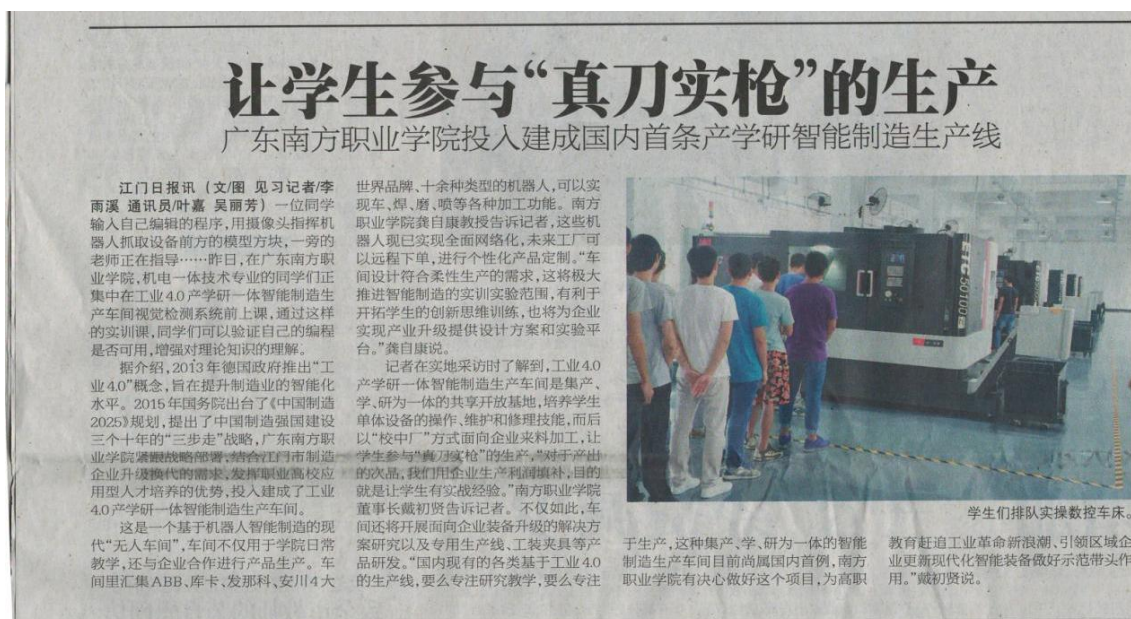 让学生参与“真刀实枪”的生产
广东南方职业学院投入建成国内首条产学研智能制造生产线
江门日报讯（文/图 见习记者/李
雨溪 通讯员/叶嘉 吴丽芳）一位同学
输入自己编辑的程序，用摄像头指挥机
器人抓取设备前方的模型方块，一旁的
老师正在指导……昨日，在广东南方职
业学院，机电一体技术专业的同学们正
集中在工业4.0产学研一体智能制造生
产车间视觉检测系统前上课，通过这样
的实训课，同学们可以验证自己的编程
是否可用，增强对理论知识的理解。
据介绍，2013年德国政府推出“工
业4.0”概念，旨在提升制造业的智能化
水平。2015年国务院出台了《中国制造
2025》规划，提出了中国制造强国建设
三个十年的“三步走”战略，广东南方职
业学院紧跟战略部署，结合江门市制造
企业升级换代的需求，发挥职业高校应
用型人才培养的优势，投入建成了工业
4.0产学研一体智能制造生产车间。
这是一个基于机器人智能制造的现
代“无人车间”，车间不仅用于学院日常
教学，还与企业合作进行产品生产。车
间里汇集ABB、库卡、发那科、安川4大
世界品牌、十余种类型的机器人，可以实
现车、焊、磨、喷等各种加工功能。南方
职业学院龚自康教授告诉记者，这些机
器人现已实现全面网络化，未来工厂可
以远程下单，进行个性化产品定制。“车
间设计符合柔性生产的需求，这将极大
推进智能制造的实训实验范围，有利于
开拓学生的创新思维训练，也将为企业
实现产业升级提供设计方案和实验平
台。”龚自康说。
记者在实地采访时了解到，工业4.0
产学研一体智能制造生产车间是集产、
学、研为一体的共享开放基地，培养学生
单体设备的操作、维护和修理技能，而后
以“校中厂”方式面向企业来料加工，让
学生参与“真刀实枪”的生产，“对于产出
的次品，我们用企业生产利润填补，目的
就是让学生有实战经验。”南方职业学院
董事长戴初贤告诉记者。不仅如此，车
间还将开展面向企业装备升级的解决方
案研究以及专用生产线、工装夹具等产
品研发。“国内现有的各类基于工业4.0
的生产线，要么专注研究教学，要么专注
ETC50100
学生们排队实操数控车床。
于生产，这种集产、学、研为一体的智能
制造生产车间目前尚属国内首例，南方
职业学院有决心做好这个项目，为高职
教育赶追工业革命新浪潮、引领区域企
业更新现代化智能装备做好示范带头作
用。”戴初贤说。